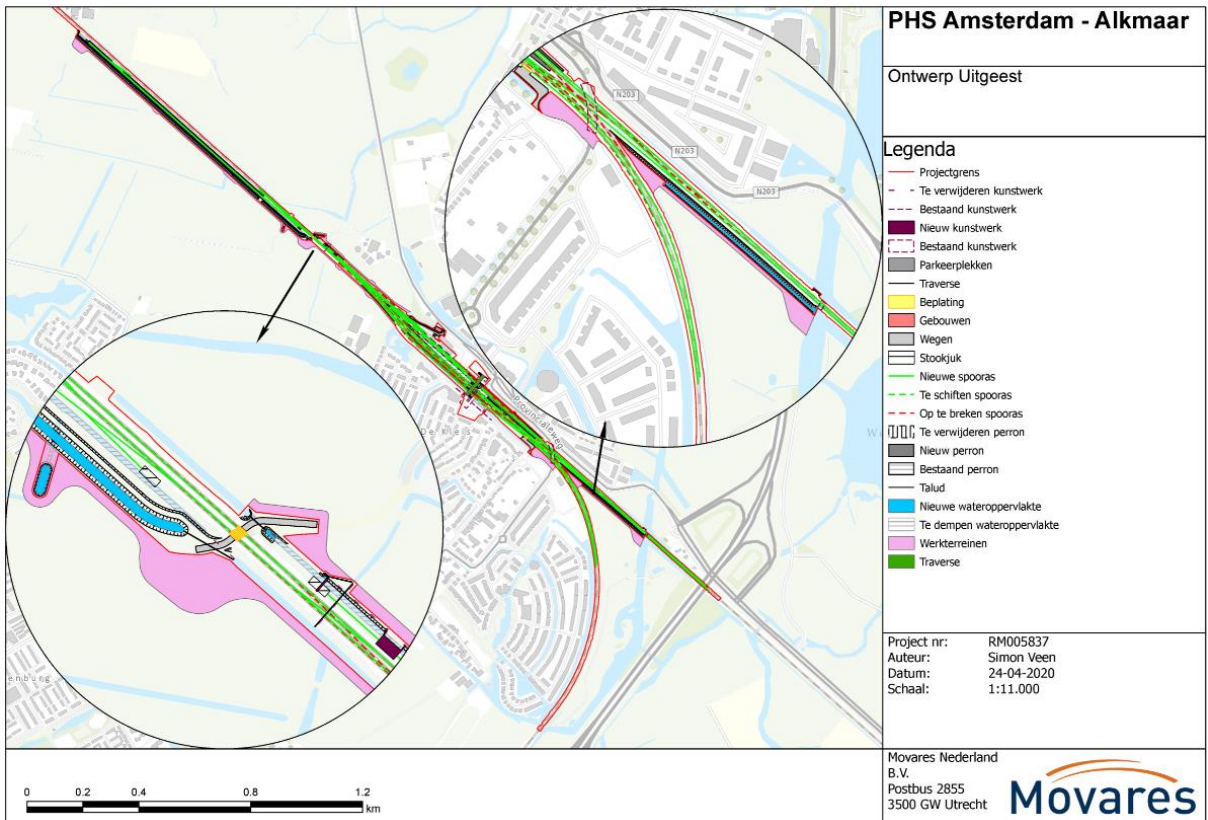 PHS Amsterdam - Alkmaar
Ontwerp Uitgeest
Legenda
Projectgrens
Te verwijderen kunstwerk
Bestaand kunstwerk
Nieuw kunstwerk
Bestaand kunstwerk
Parkeerplekken
Traverse
Beplating
Gebouwen
Wegen
Stookjuk
Nieuwe spooras
Te schiften spooras
Op te breken spooras
Te verwijderen perron
Nieuw perron
Bestaand perron
Talud
Nieuwe wateroppervlakte
Te dempen wateroppervlakte
Werkterreinen
Traverse
Project nr: RM005837
Auteur: Simon Veen
Datum: 24-04-2020
Schaal: 1:11.000
Movares Nederland
B.V.
Postbus 2855
3500 GW Utrecht
Movares
N203
N203
N203
Provincialeweg
De Kleis
enburg
0 0.2 0.4 0.8 1.2
km